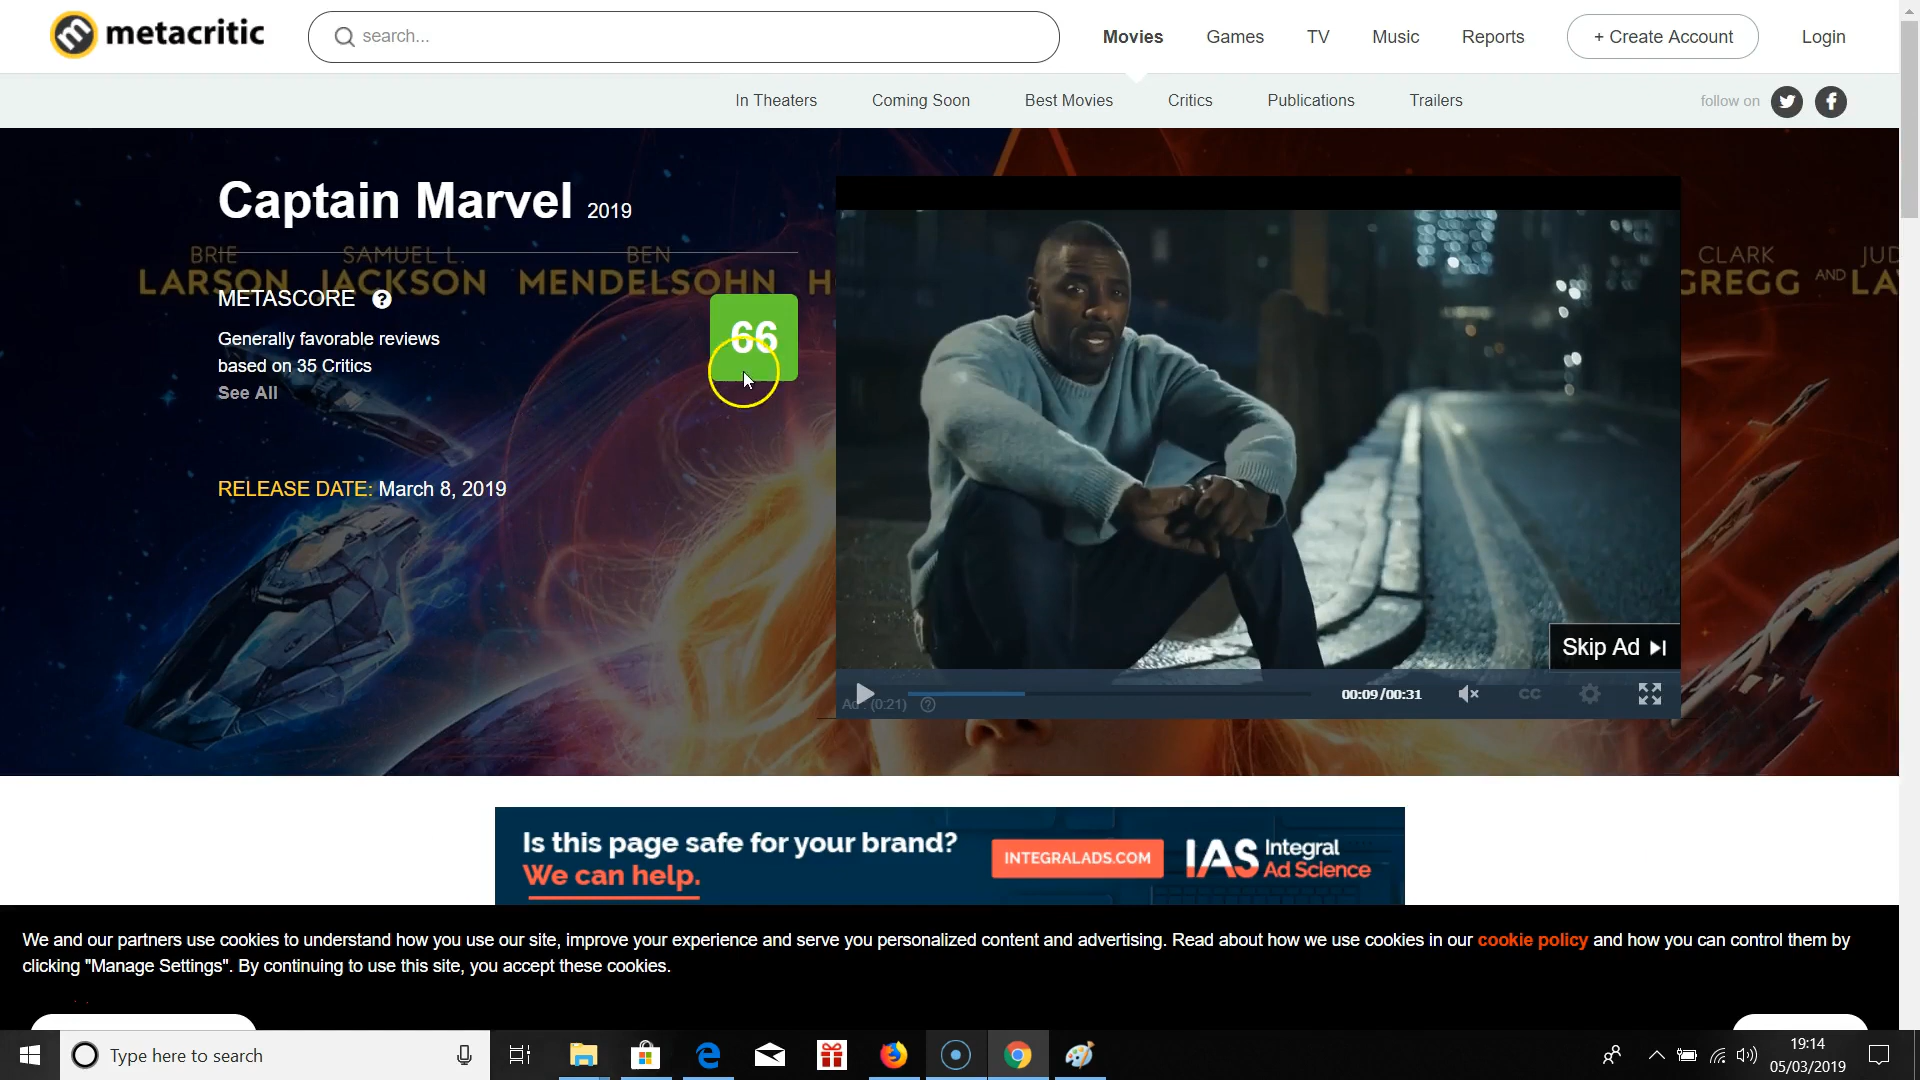 metacritic
search...
Movies
Games
TV
Music
Reports
+ Create Account
Login
In Theaters
Coming Soon
Best Movies
Critics
Publications
Trailers
follow on
Captain Marvel 2019
BRIE
LARSON
SAMUEL L.
JACKSON
BEN
MENDELSOHN
CLARK
GREGG
AND
METASCORE ?
66
Generally favorable reviews
based on 35 Critics
See All
RELEASE DATE: March 8, 2019
Skip Ad
00:09/00:31
CC
(0:21)
Is this page safe for your brand?
We can help.
INTEGRALADS.COM
IAS Integral
Ad Science
We and our partners use cookies to understand how you use our site, improve your experience and serve you personalized content and advertising. Read about how we use cookies in our cookie policy and how you can control them by
clicking "Manage Settings". By continuing to use this site, you accept these cookies.
Type here to search
19:14
05/03/2019